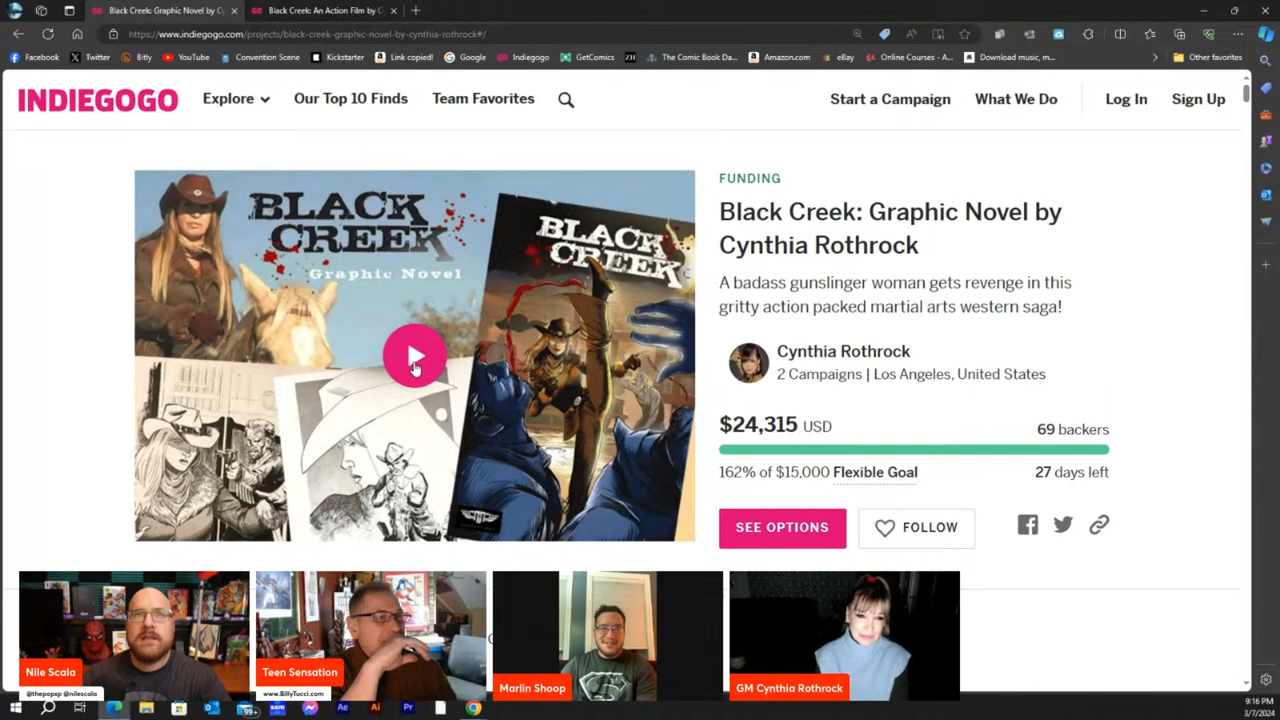 Black Creek: Graphic Novel by Cy
Black Creek: An Action Film by C
https://www.indiegogo.com/projects/black-creek-graphic-novel-by-cynthia-rothrock#/
Facebook
Twitter
Bitly
YouTube
Convention Scene
Link copied!
Kickstarter
Google
Indiegogo
GetComics
The Comic Book Da...
Amazon.com
eBay
Online Courses - A...
Download music, m...
Other favorites
INDIEGOGO
Explore
Our Top 10 Finds
Team Favorites
Start a Campaign
What We Do
Log In
Sign Up
BLACK
CREEK
Graphic Novel
BLACK
CREEK
FUNDING
Black Creek: Graphic Novel by
Cynthia Rothrock
A badass gunslinger woman gets revenge in this
gritty action packed martial arts western saga!
Cynthia Rothrock
2 Campaigns | Los Angeles, United States
$24,315 USD
69 backers
162% of $15,000 Flexible Goal
27 days left
SEE OPTIONS
FOLLOW
Nile Scala
@thepopxp @nilescala
Teen Sensation
www.BillyTucci.com
Marlin Shoop
GM Cynthia Rothrock
99+
Ae
Ai
Pr
9:16 PM
3/7/2024